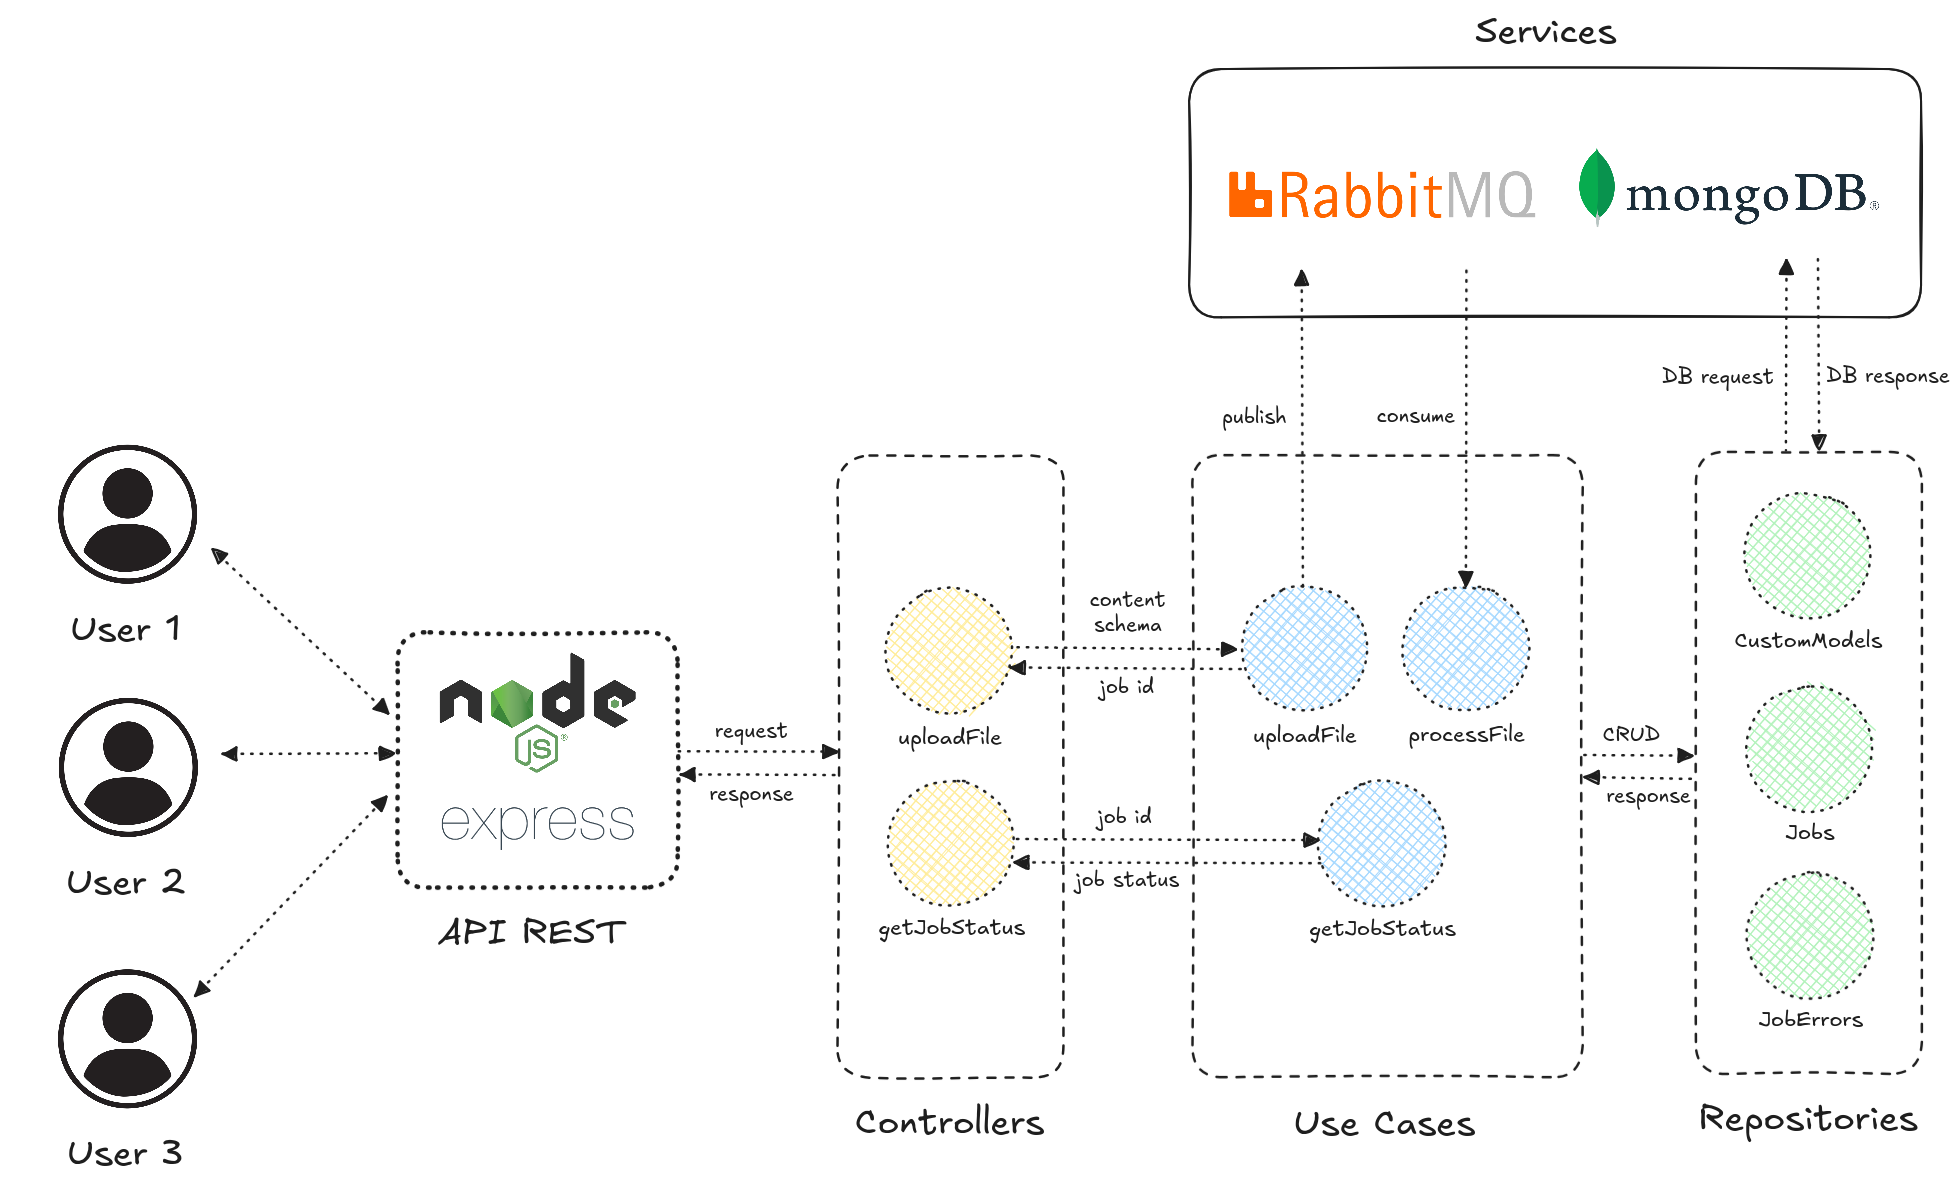 Services
RabbitMQ
mongoDB®
publish
consume
DB request
DB response
User 1
User 2
User 3
node
JS®
express
API REST
request
response
uploadFile
getJobStatus
Controllers
content
schema
job id
job id
job status
uploadFile
processFile
getJobStatus
Use Cases
CRUD
response
CustomModels
Jobs
JobErrors
Repositories